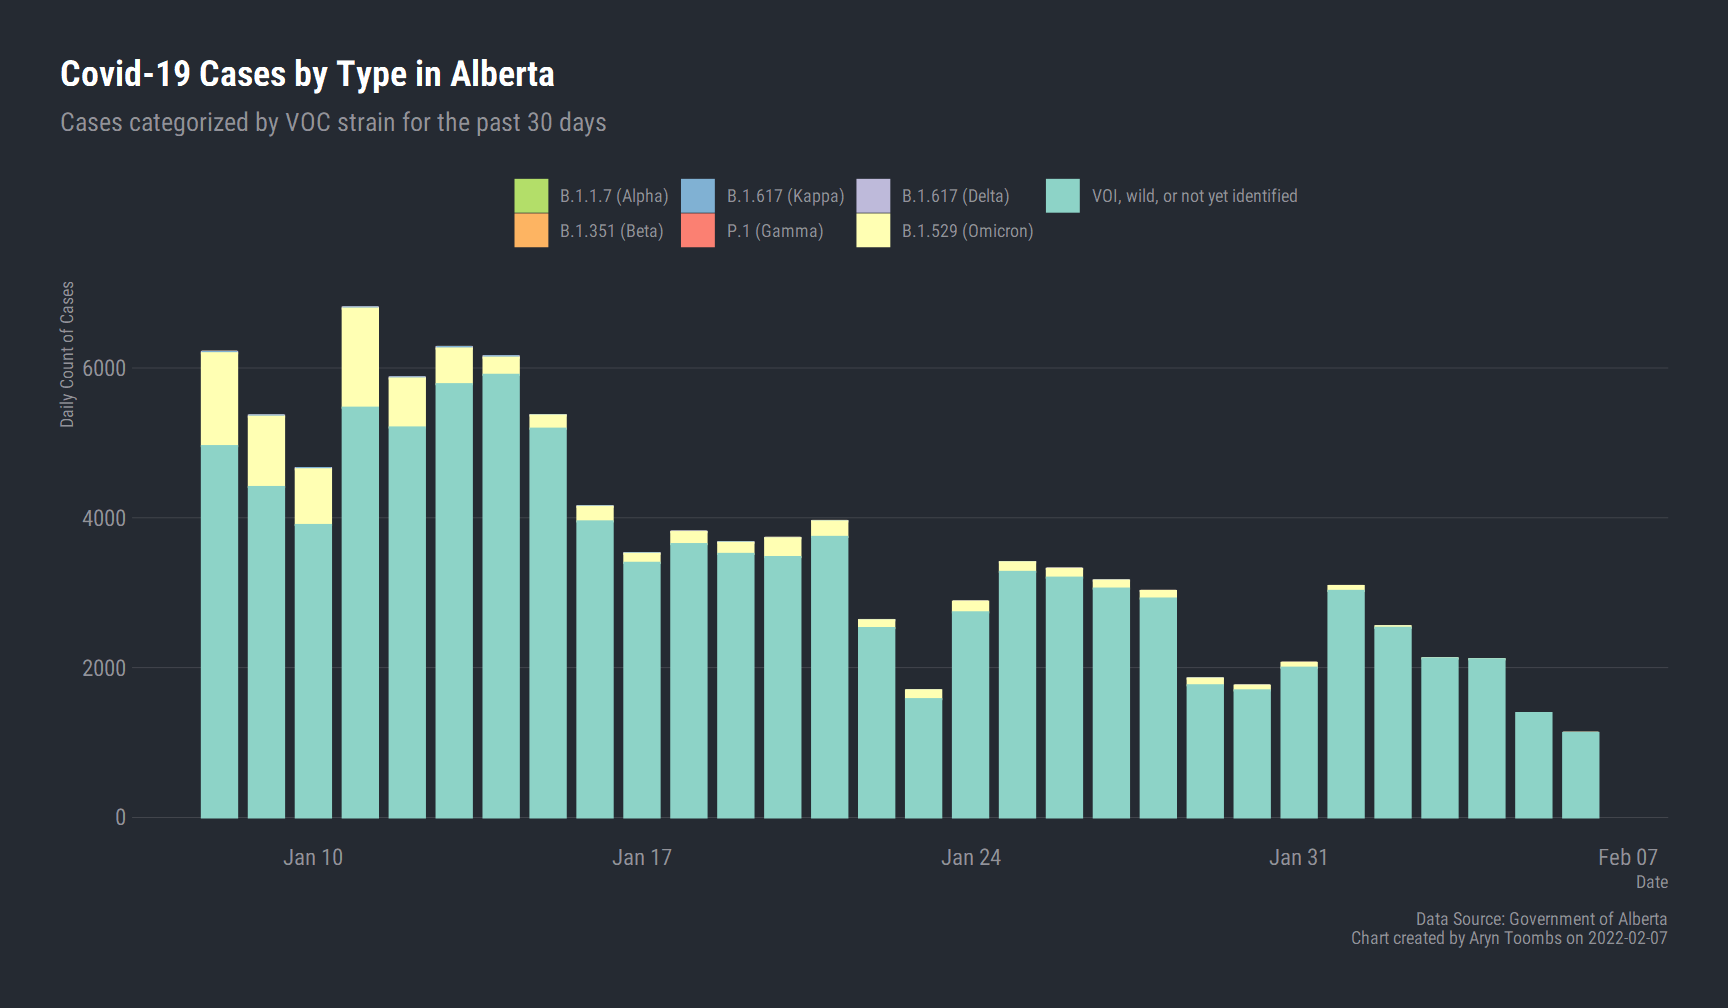 Covid-19 Cases by Type in Alberta
Cases categorized by VOC strain for the past 30 days
B.1.1.7 (Alpha)
B.1.617 (Kappa)
B.1.617 (Delta)
VOI, wild, or not yet identified
B.1.351 (Beta)
P.1 (Gamma)
B.1.529 (Omicron)
Daily Count of Cases
6000
4000
2000
0
Jan 10
Jan 17
Jan 24
Jan 31
Feb 07
Date
Data Source: Government of Alberta
Chart created by Aryn Toombs on 2022-02-07